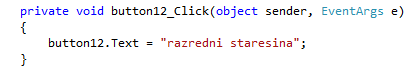 private void button12_Click(object sender, EventArgs e)
{
button12.Text = "razredni staresina";
}